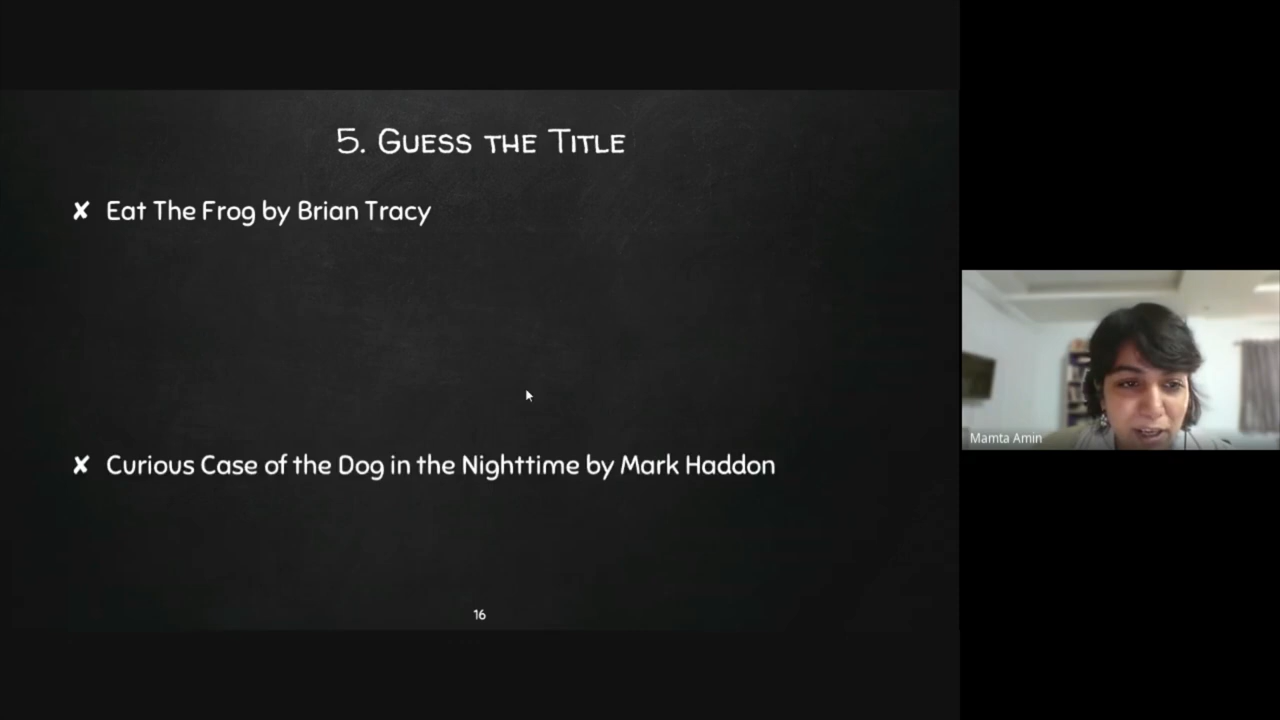 5. Guess the Title
✘ Eat The Frog by Brian Tracy
✘ Curious Case of the Dog in the Nighttime by Mark Haddon
16
Mamta Amin